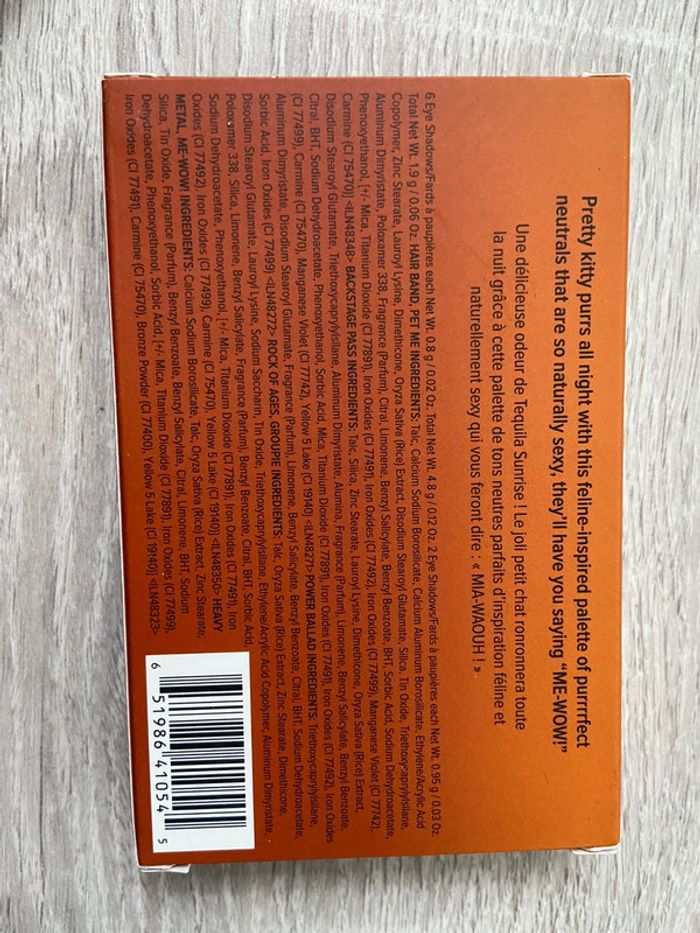 Pretty kitty purrs all night with this feline-inspired palette of purrrrfect
neutrals that are so naturally sexy, they'll have you saying "ME-WOW!"
Une délicieuse odeur de Tequila Sunrise ! Le joli petit chat ronronnera toute
la nuit grâce à cette palette de tons neutres parfaits d'inspiration féline et
naturellement sexy qui vous feront dire : « MIA-WAOUH ! »
6 Eye Shadows/Fards à paupières each Net Wt. 0.8 g / 0.02 Oz. Total Net Wt. 4.8 g / 0.12 Oz. 2 Eye Shadows/Fards à paupières each Net Wt. 0.95 g / 0.03 Oz.
Total Net Wt. 1.9 g / 0.06 Oz. HAIR BAND, PET ME INGREDIENTS: Talc, Calcium Sodium Borosilicate, Calcium Aluminum Borosilicate, Ethylene/Acrylic Acid
Copolymer, Zinc Stearate, Lauroyl Lysine, Dimethicone, Oryza Sativa (Rice) Extract, Disodium Stearoyl Glutamate, Silica, Tin Oxide, Triethoxycaprylylsilane,
Aluminum Dimyristate, Poloxamer 338, Fragrance (Parfum), Citral, Limonene, Benzyl Salicylate, Benzyl Benzoate, BHT, Sorbic Acid, Sodium Dehydroacetate,
Phenoxyethanol, [+/- Mica, Titanium Dioxide (CI 77891), Iron Oxides (CI 77491), Iron Oxides (CI 77492), Iron Oxides (CI 77499), Manganese Violet (CI 77742),
Carmine (CI 75470)] <ILN48348> BACKSTAGE PASS INGREDIENTS: Talc, Silica, Zinc Stearate, Lauroyl Lysine, Dimethicone, Oryza Sativa (Rice) Extract,
Disodium Stearoyl Glutamate, Triethoxycaprylylsilane, Aluminum Dimyristate, Alumina, Fragrance (Parfum), Limonene, Benzyl Salicylate, Benzyl Benzoate,
Citral, BHT, Sodium Dehydroacetate, Phenoxyethanol, Sorbic Acid, Mica, Titanium Dioxide (CI 77891), Iron Oxides (CI 77491), Iron Oxides (CI 77492), Iron Oxides
(CI 77499), Carmine (CI 75470), Manganese Violet (CI 77742), Yellow 5 Lake (CI 19140) <ILN48271> POWER BALLAD INGREDIENTS: Triethoxycaprylylsilane,
Aluminum Dimyristate, Disodium Stearoyl Glutamate, Fragrance (Parfum), Limonene, Benzyl Salicylate, Benzyl Benzoate, Citral, BHT, Sodium Dehydroacetate,
Sorbic Acid, Iron Oxides (CI 77499) <ILN48272> ROCK OF AGES, GROUPIE INGREDIENTS: Talc, Oryza Sativa (Rice) Extract, Zinc Stearate, Dimethicone,
Disodium Stearoyl Glutamate, Lauroyl Lysine, Sodium Saccharin, Tin Oxide, Triethoxycaprylylsilane, Ethylene/Acrylic Acid Copolymer, Aluminum Dimyristate,
Poloxamer 338, Silica, Limonene, Benzyl Salicylate, Fragrance (Parfum), Benzyl Benzoate, Citral, BHT, Sorbic Acid,
Sodium Dehydroacetate, Phenoxyethanol, [+/- Mica, Titanium Dioxide (CI 77891), Iron Oxides (CI 77491), Iron
Oxides (CI 77492), Iron Oxides (CI 77499), Carmine (CI 75470), Yellow 5 Lake (CI 19140)] <ILN48350> HEAVY
METAL, ME-WOW! INGREDIENTS: Calcium Sodium Borosilicate, Talc, Oryza Sativa (Rice) Extract, Zinc Stearate,
Silica, Tin Oxide, Fragrance (Parfum), Benzyl Benzoate, Benzyl Salicylate, Citral, Limonene, BHT, Sodium
Dehydroacetate, Phenoxyethanol, Sorbic Acid, [+/- Mica, Titanium Dioxide (CI 77891), Iron Oxides (CI 77499),
Iron Oxides (CI 77491), Carmine (CI 75470), Bronze Powder (CI 77400), Yellow 5 Lake (CI 19140)] <ILN48323>
6 51986 41054 5